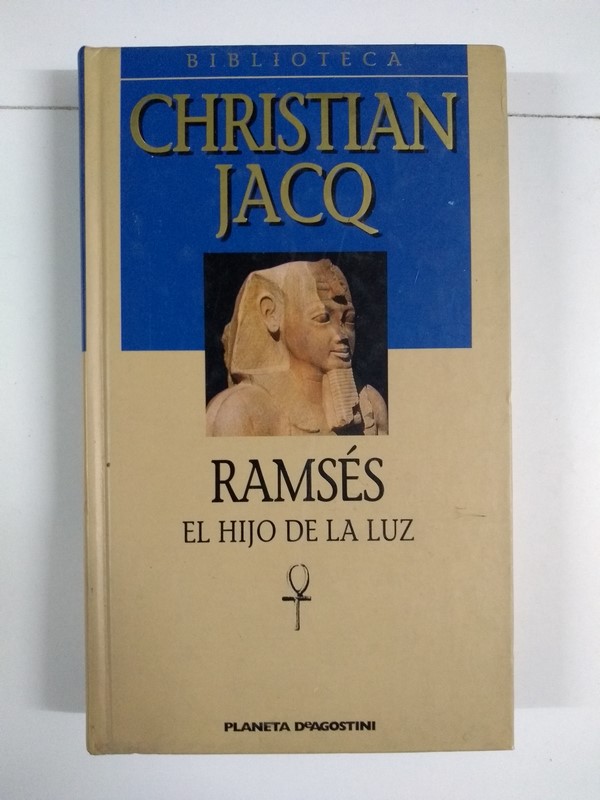 BIBLIOTECA
CHRISTIAN
JACQ
RAMSÉS
EL HIJO DE LA LUZ
PLANETA DeAGOSTINI